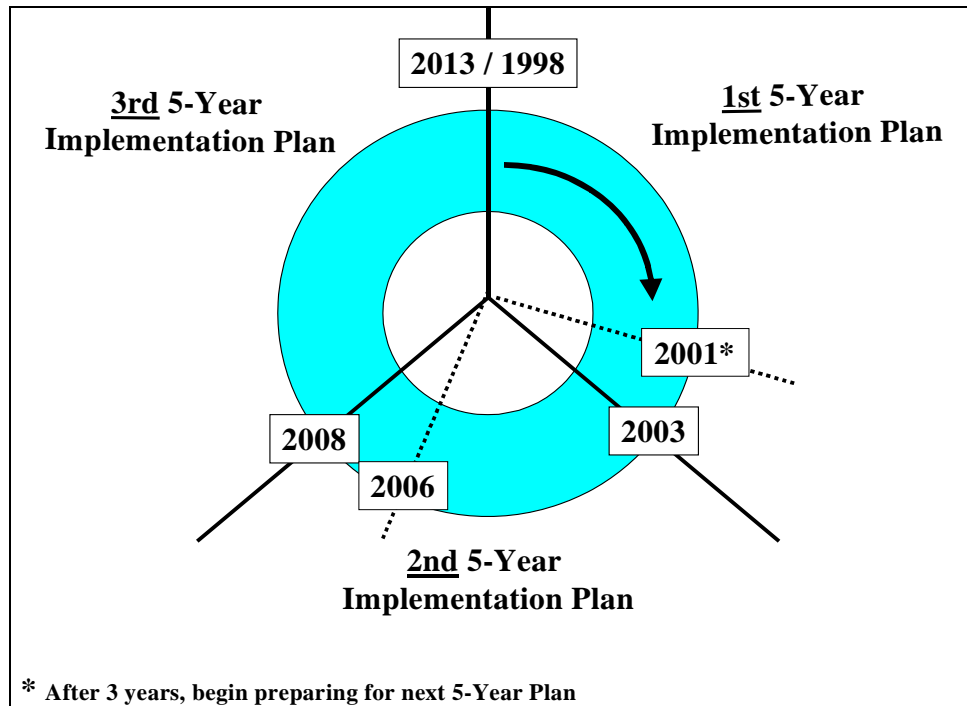 2013 / 1998
3rd 5-Year
Implementation Plan
1st 5-Year
Implementation Plan
2001*
2003
2008
2006
2nd 5-Year
Implementation Plan
* After 3 years, begin preparing for next 5-Year Plan